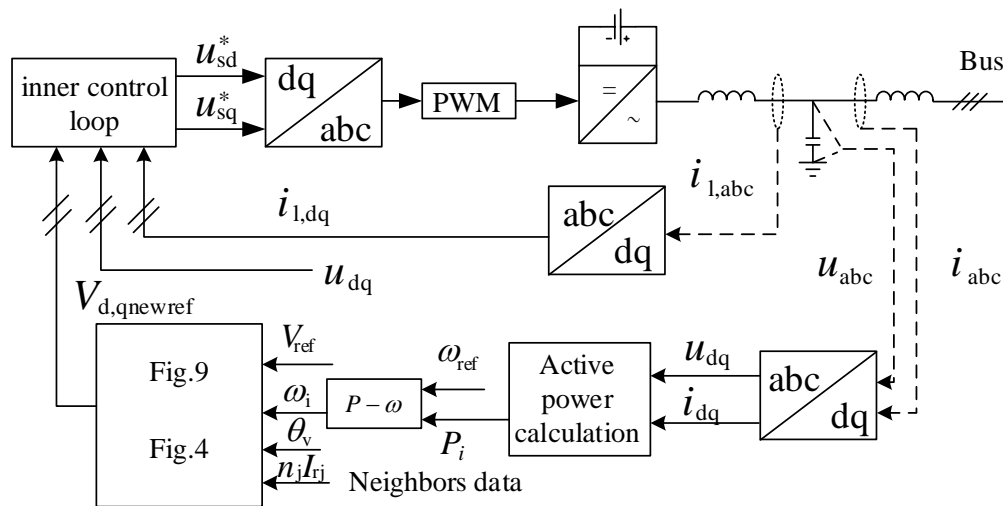 inner control
loop
u*sd
u*sq
dq
abc
PWM
=
~
Bus
i l,abc
i l,dq
abc
dq
u dq
u abc
i abc
V d,qnewref
Fig.9
Fig.4
V ref
ω i
θ v
n j I rj
Neighbors data
P − ω
ω ref
P i
Active
power
calculation
u dq
i dq
abc
dq